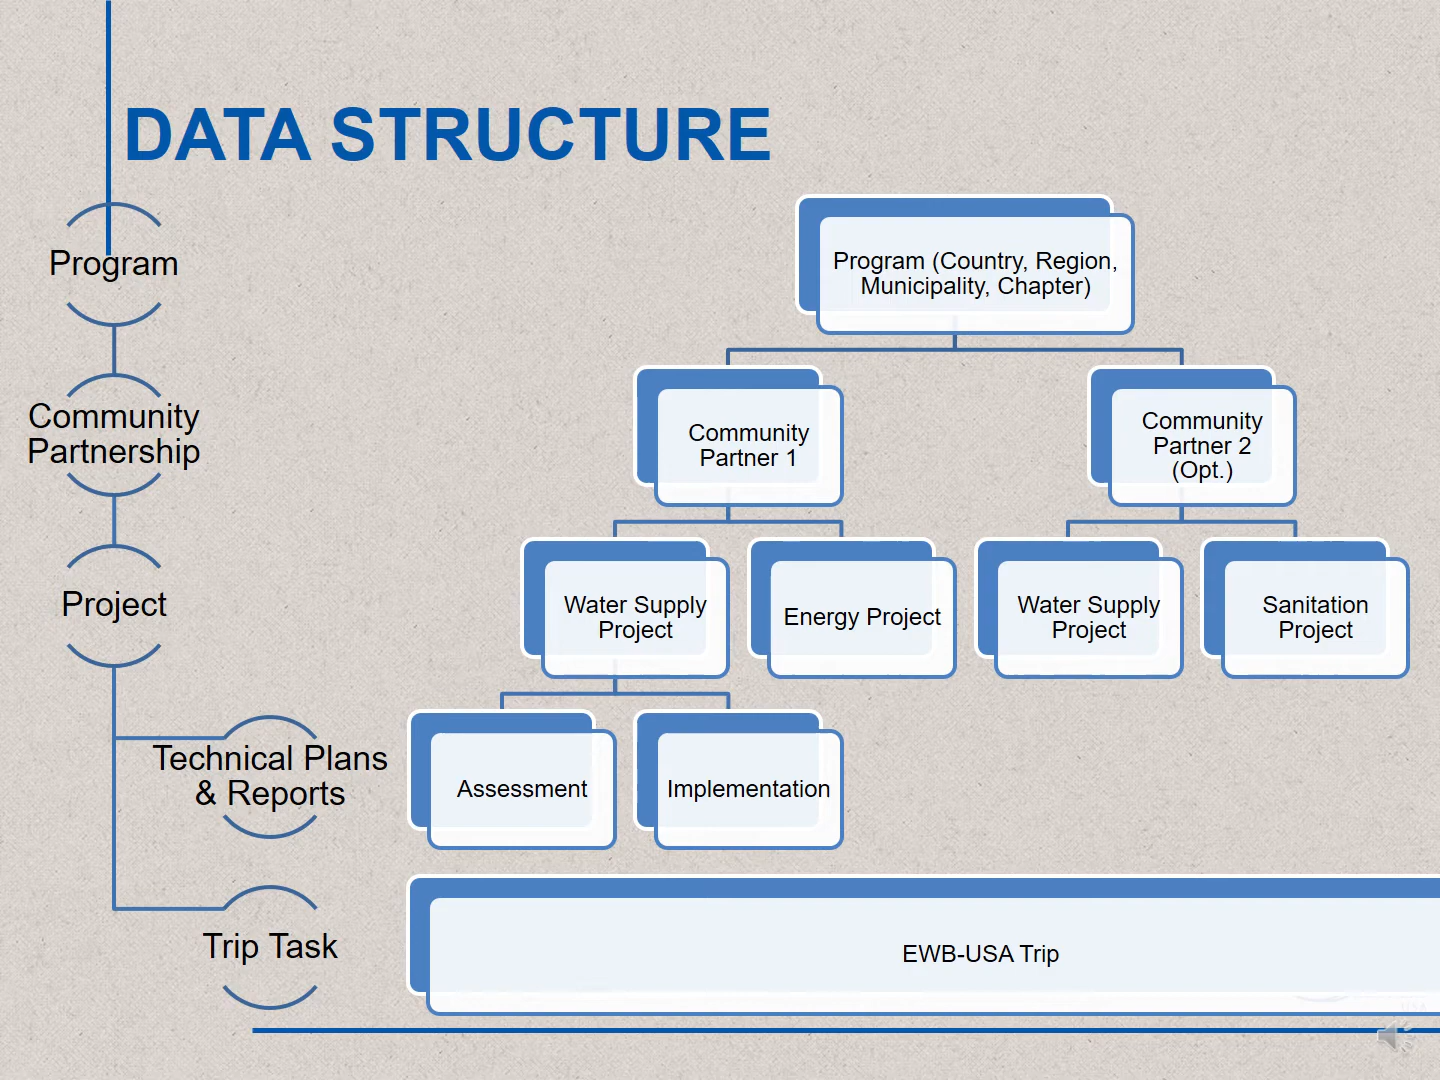 DATA STRUCTURE
Program
Community
Partnership
Project
Technical Plans
& Reports
Trip Task
Program (Country, Region,
Municipality, Chapter)
Community
Partner 1
Community
Partner 2
(Opt.)
Water Supply
Project
Energy Project
Water Supply
Project
Sanitation
Project
Assessment
Implementation
EWB-USA Trip